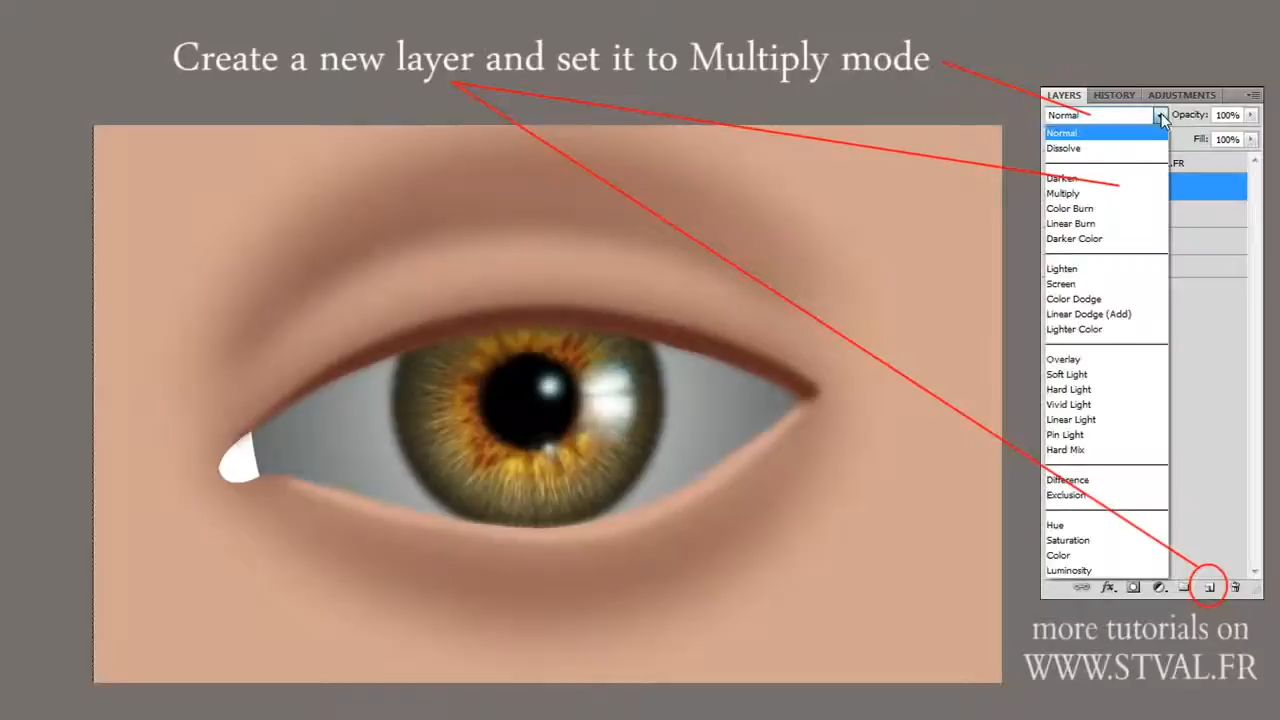 Create a new layer and set it to Multiply mode
LAYERS HISTORY ADJUSTMENTS
Normal Opacity: 100%
Normal Fill: 100%
Dissolve
.FR
Darken
Multiply
Color Burn
Linear Burn
Darker Color
Lighten
Screen
Color Dodge
Linear Dodge (Add)
Lighter Color
Overlay
Soft Light
Hard Light
Vivid Light
Linear Light
Pin Light
Hard Mix
Difference
Exclusion
Hue
Saturation
Color
Luminosity
fx.
more tutorials on
WWW.STVAL.FR